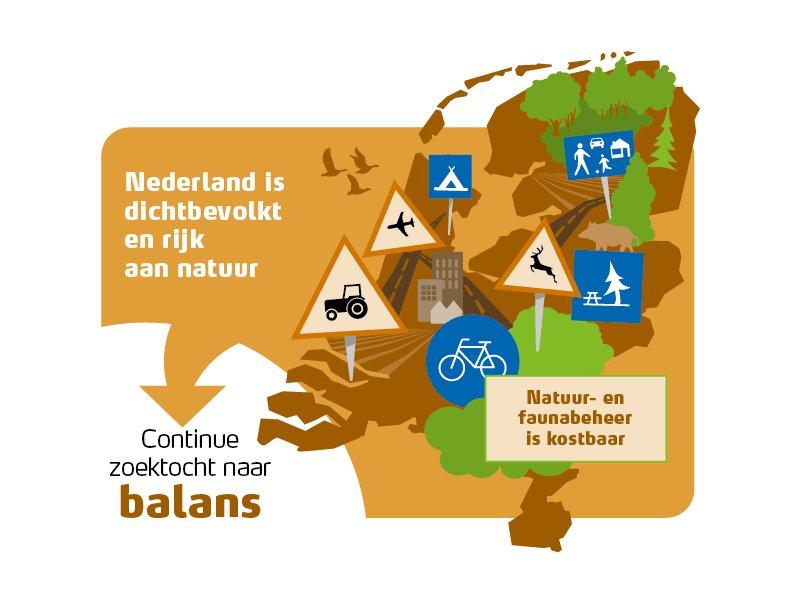 Nederland is
dichtbevolkt
en rijk
aan natuur
Continue
zoektocht naar
balans
Natuur- en
faunabeheer
is kostbaar